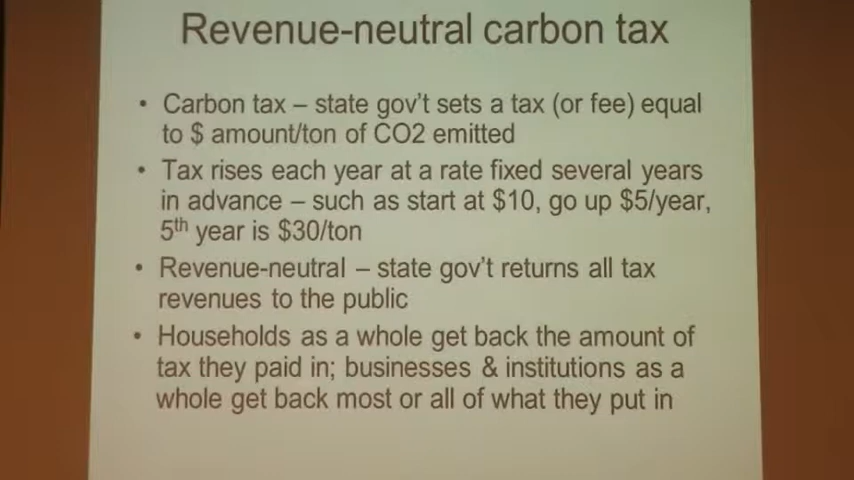 Revenue-neutral carbon tax
• Carbon tax – state gov't sets a tax (or fee) equal
to $ amount/ton of CO2 emitted
• Tax rises each year at a rate fixed several years
in advance – such as start at $10, go up $5/year,
5th year is $30/ton
• Revenue-neutral – state gov't returns all tax
revenues to the public
• Households as a whole get back the amount of
tax they paid in; businesses & institutions as a
whole get back most or all of what they put in